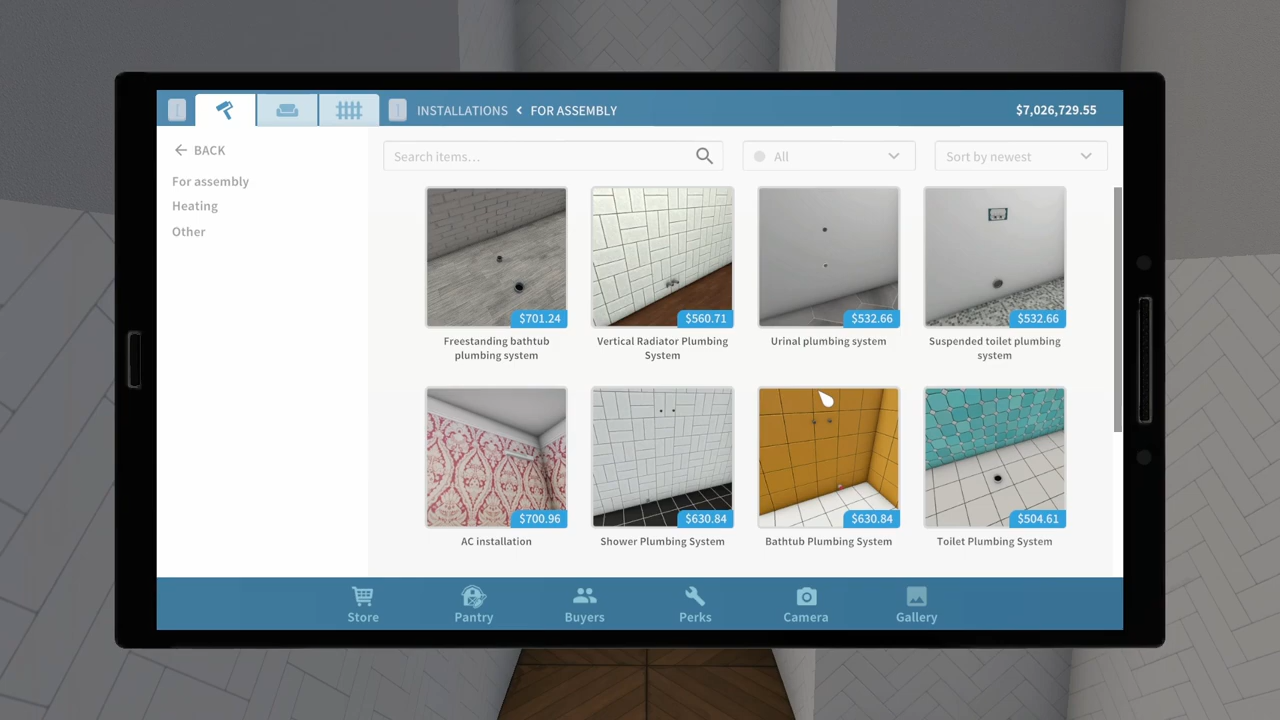 INSTALLATIONS < FOR ASSEMBLY
$7,026,729.55
BACK
For assembly
Heating
Other
Search items...
All
Sort by newest
$701.24
$560.71
$532.66
$532.66
Freestanding bathtub
plumbing system
Vertical Radiator Plumbing
System
Urinal plumbing system
Suspended toilet plumbing
system
$700.96
$630.84
$630.84
$504.61
AC installation
Shower Plumbing System
Bathtub Plumbing System
Toilet Plumbing System
Store
Pantry
Buyers
Perks
Camera
Gallery